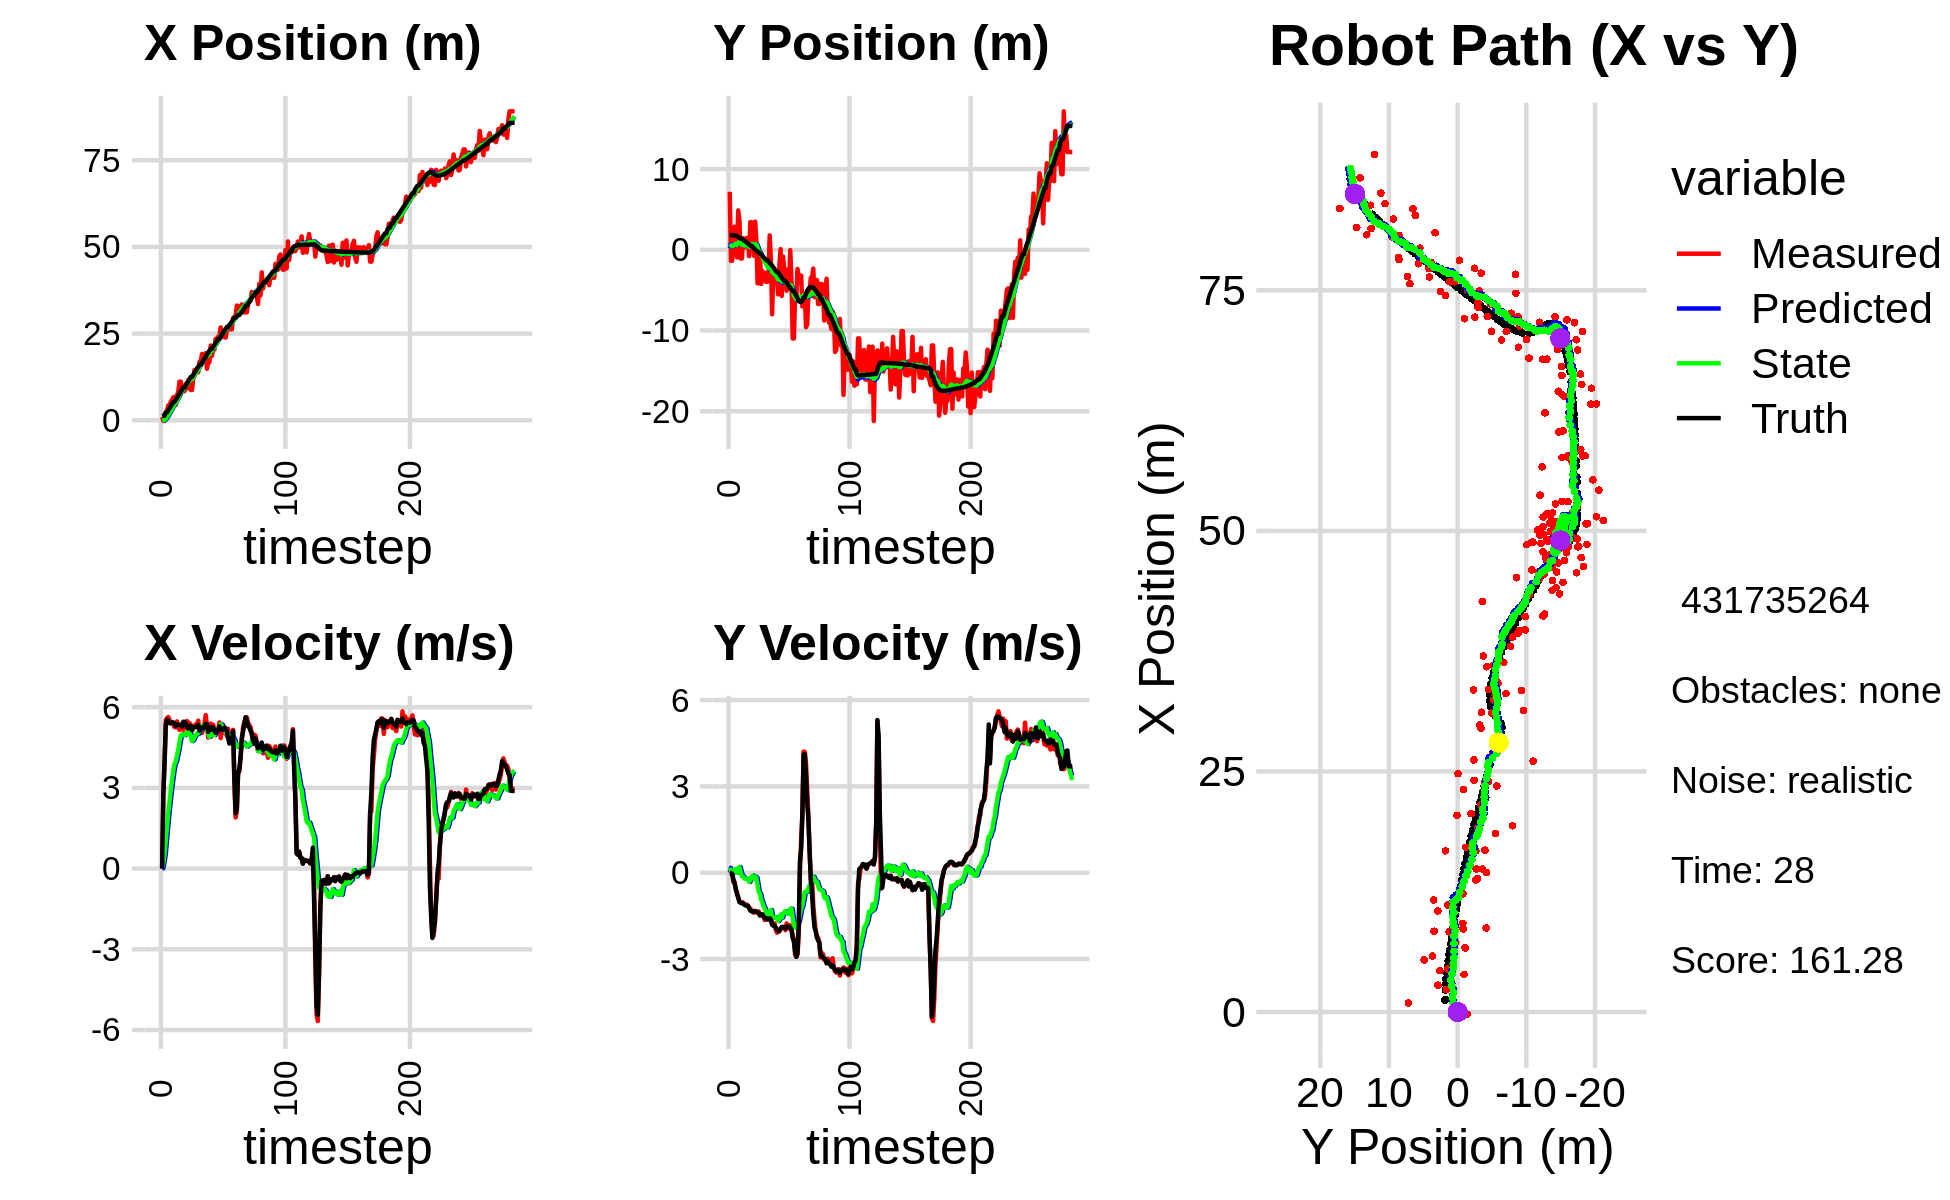 X Position (m)
75
50
25
0
0
100
200
timestep
Y Position (m)
10
0
-10
-20
0
100
200
timestep
X Velocity (m/s)
6
3
0
-3
-6
0
100
200
timestep
Y Velocity (m/s)
6
3
0
-3
0
100
200
timestep
Robot Path (X vs Y)
X Position (m)
75
50
25
0
20 10 0 -10 -20
Y Position (m)
variable
Measured
Predicted
State
Truth
431735264
Obstacles: none
Noise: realistic
Time: 28
Score: 161.28